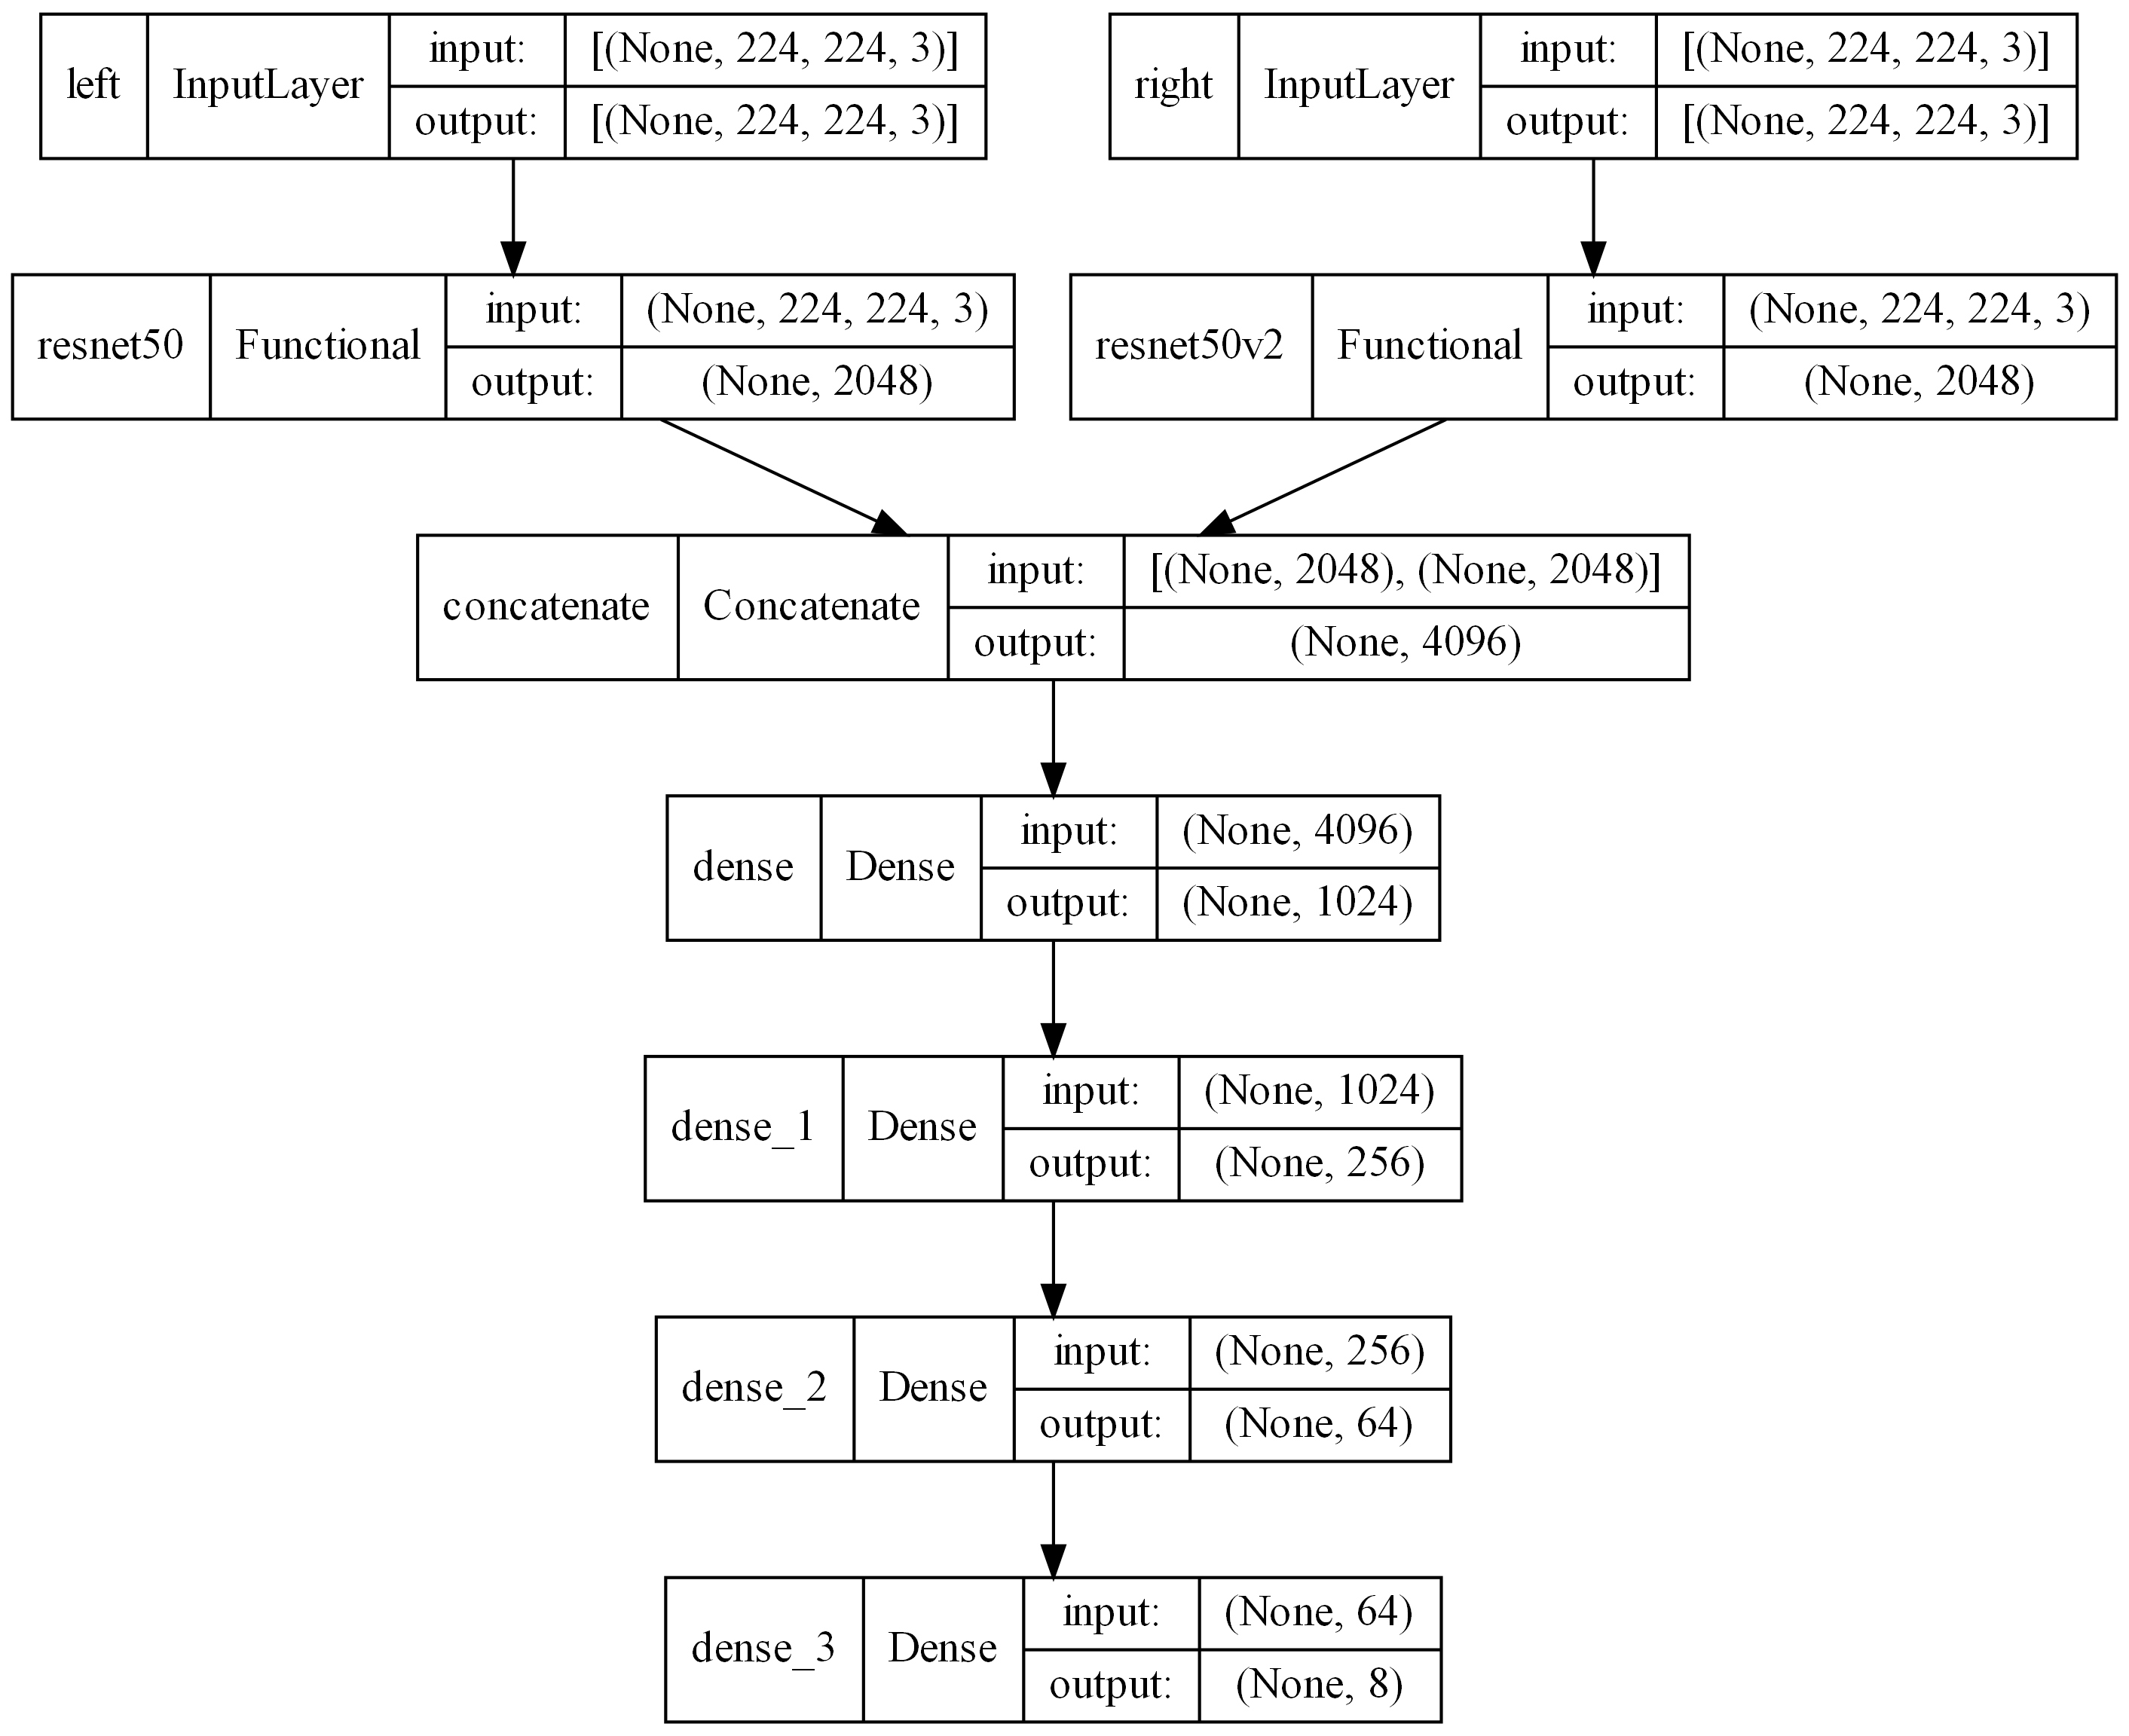 left InputLayer input: [(None, 224, 224, 3)]
output: [(None, 224, 224, 3)]
right InputLayer input: [(None, 224, 224, 3)]
output: [(None, 224, 224, 3)]
resnet50 Functional input: (None, 224, 224, 3)
output: (None, 2048)
resnet50v2 Functional input: (None, 224, 224, 3)
output: (None, 2048)
concatenate Concatenate input: [(None, 2048), (None, 2048)]
output: (None, 4096)
dense Dense input: (None, 4096)
output: (None, 1024)
dense_1 Dense input: (None, 1024)
output: (None, 256)
dense_2 Dense input: (None, 256)
output: (None, 64)
dense_3 Dense input: (None, 64)
output: (None, 8)